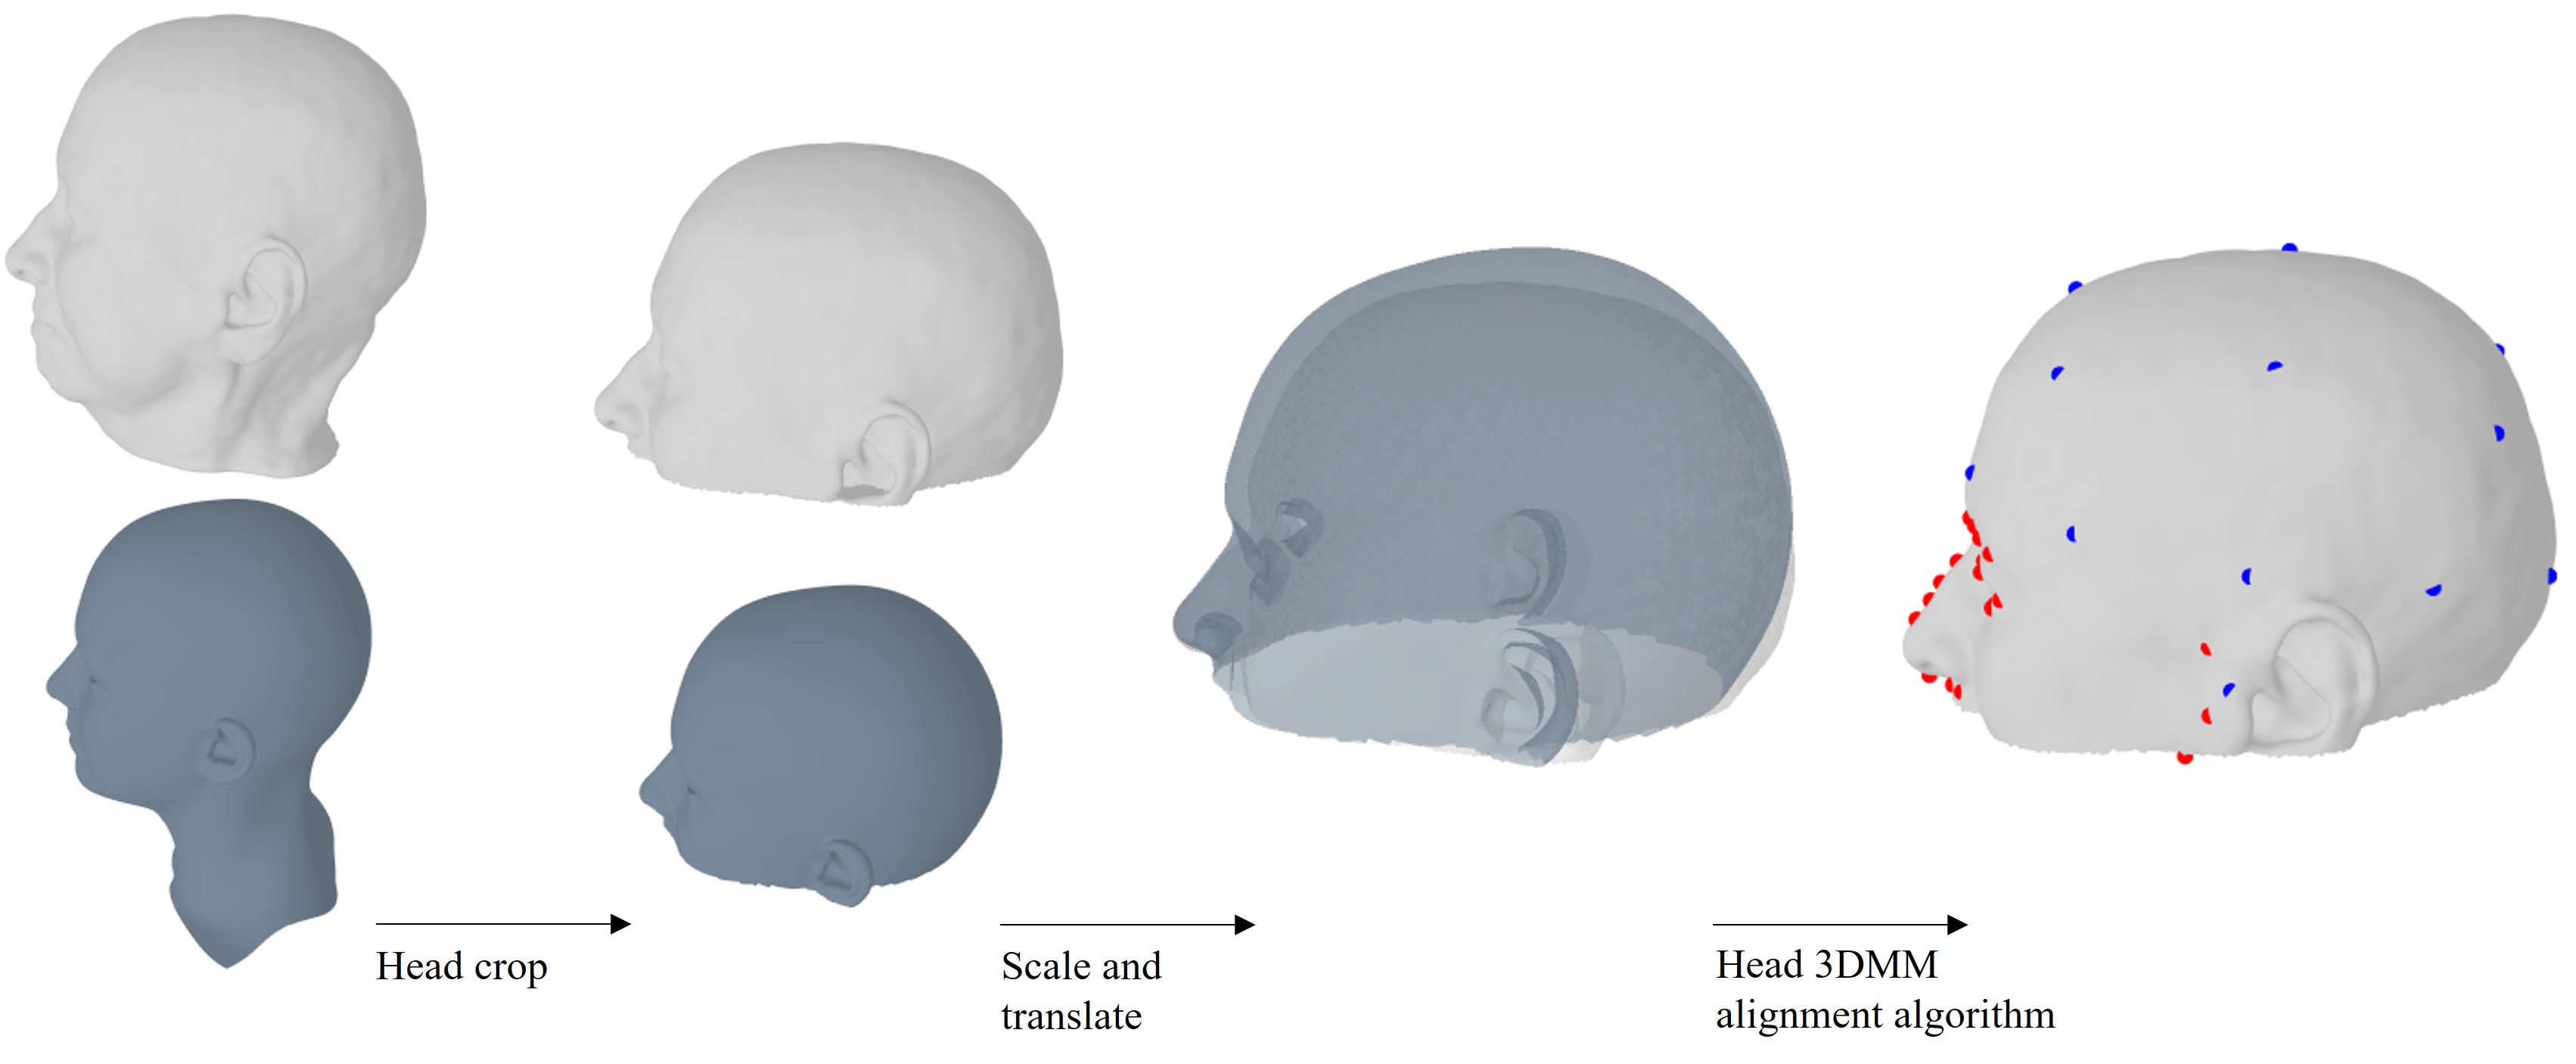 Head crop
Scale and
translate
Head 3DMM
alignment algorithm